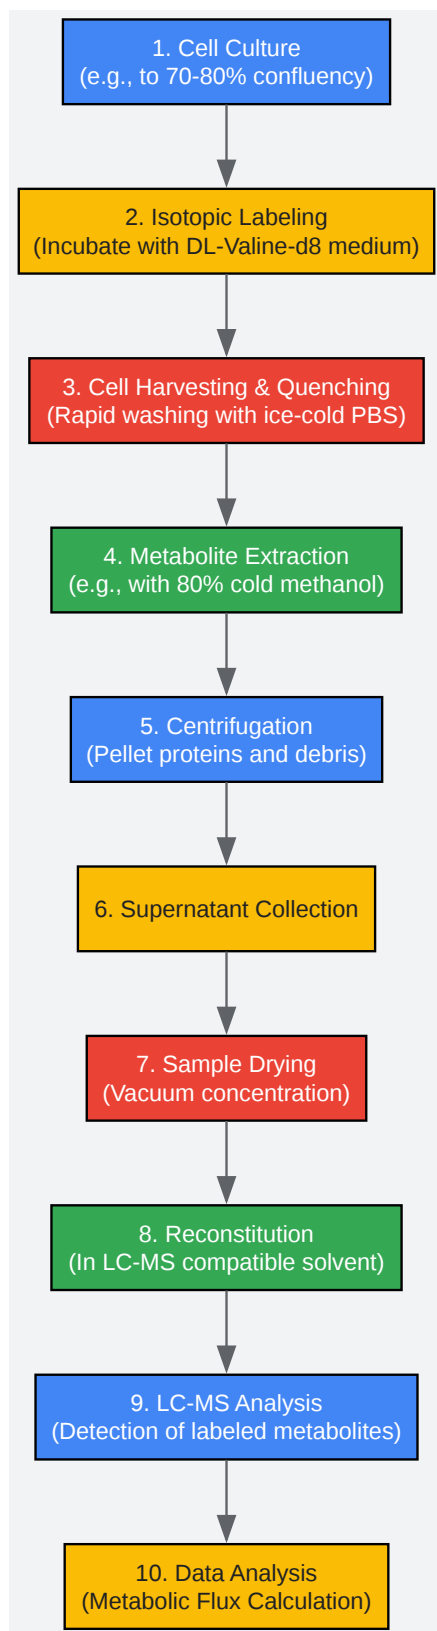 1. Cell Culture
(e.g., to 70-80% confluency)
2. Isotopic Labeling
(Incubate with DL-Valine-d8 medium)
3. Cell Harvesting & Quenching
(Rapid washing with ice-cold PBS)
4. Metabolite Extraction
(e.g., with 80% cold methanol)
5. Centrifugation
(Pellet proteins and debris)
6. Supernatant Collection
7. Sample Drying
(Vacuum concentration)
8. Reconstitution
(In LC-MS compatible solvent)
9. LC-MS Analysis
(Detection of labeled metabolites)
10. Data Analysis
(Metabolic Flux Calculation)